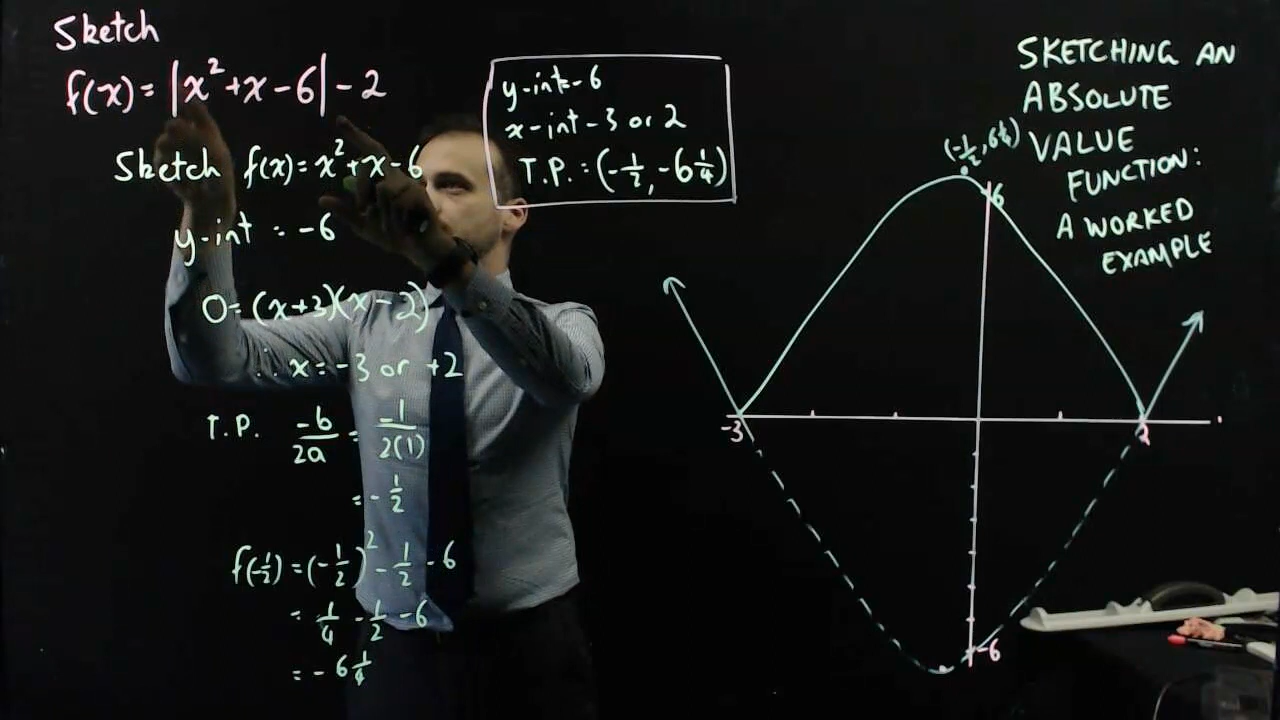 Sketch
f(x) = |x² + x - 6| - 2
Sketch f(x) = x² + x - 6
y-int = -6
0 = (x+3)(x-2)
∴ x = -3 or +2
T.P. -b/2a = -1/2(1)
= -1/2
f(-1/2) = (-1/2)² - 1/2 - 6
= 1/4 - 1/2 - 6
= -6 1/4
y-int = -6
x-int -3 or 2
T.P. = (-1/2, -6 1/4)
SKETCHING AN
ABSOLUTE
VALUE
FUNCTION:
A WORKED
EXAMPLE
(-1/2, 6 1/4)
6
-3
2
-6